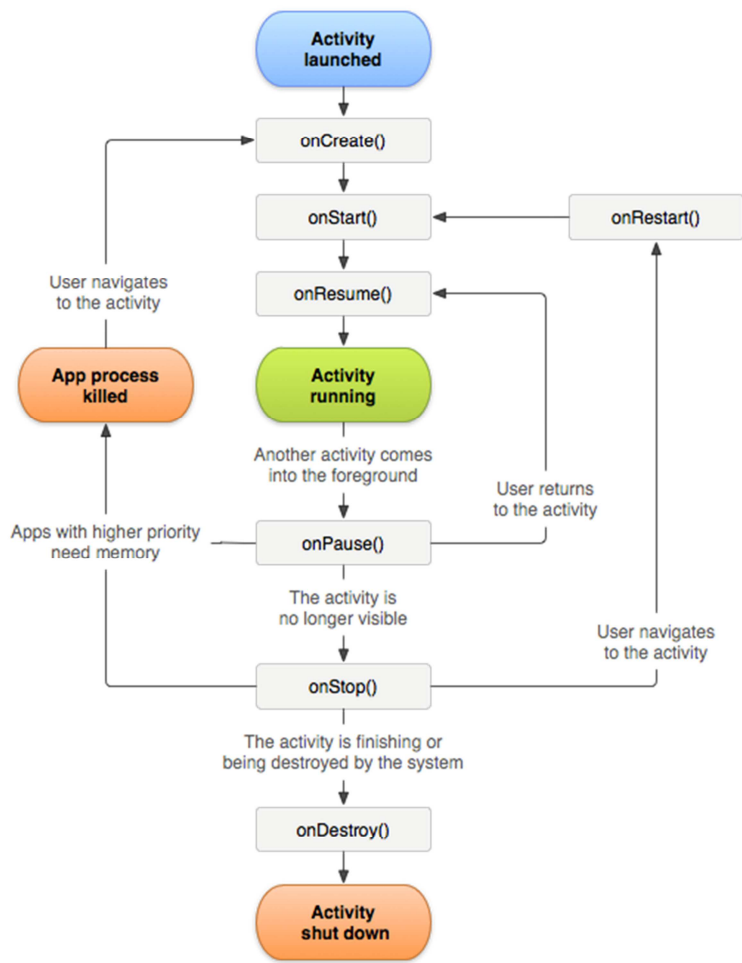 Activity
launched
onCreate()
onStart()
onRestart()
User navigates
to the activity
onResume()
App process
killed
Activity
running
Another activity comes
into the foreground
User returns
to the activity
Apps with higher priority
need memory
onPause()
The activity is
no longer visible
User navigates
to the activity
onStop()
The activity is finishing or
being destroyed by the system
onDestroy()
Activity
shut down